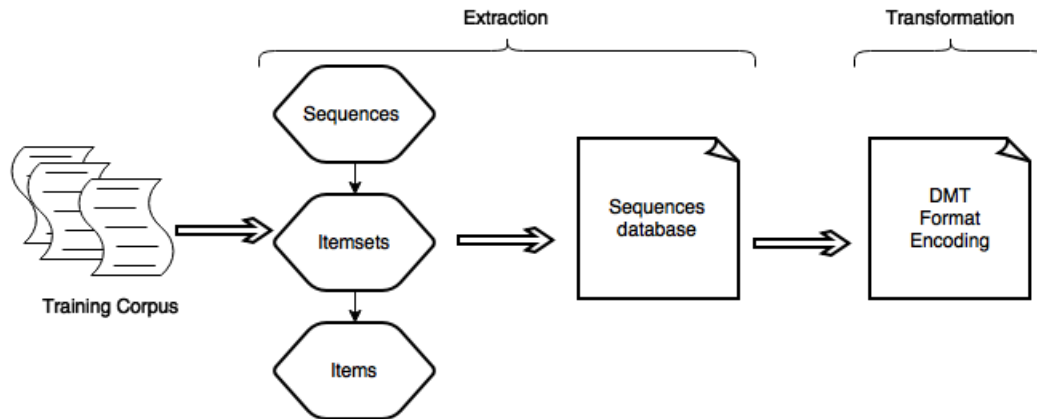 Extraction
Transformation
Sequences
Itemsets
Items
Training Corpus
Sequences
database
DMT
Format
Encoding